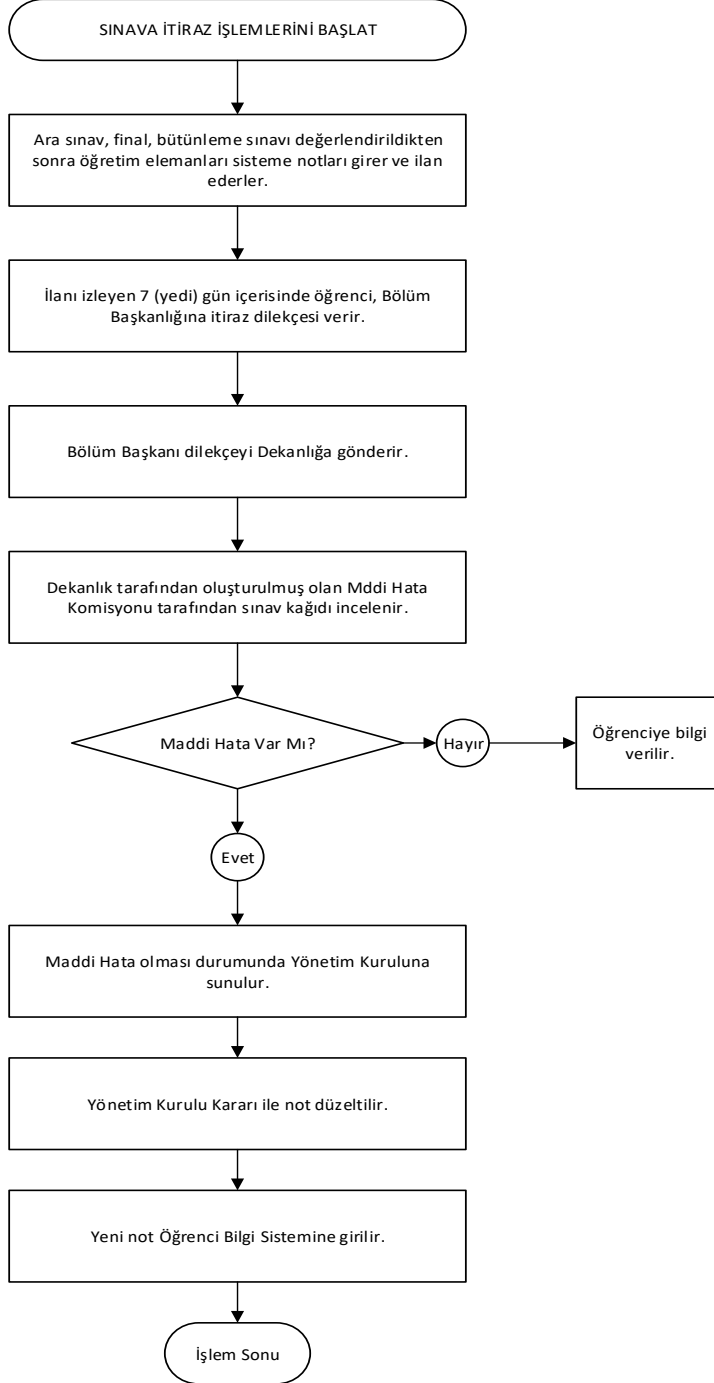 SINAVA İTİRAZ İŞLEMLERİNİ BAŞLAT
Ara sınav, final, bütünleme sınavı değerlendirildikten
sonra öğretim elemanları sisteme notları girer ve ilan
ederler.
İlanı izleyen 7 (yedi) gün içerisinde öğrenci, Bölüm
Başkanlığına itiraz dilekçesi verir.
Bölüm Başkanı dilekçeyi Dekanlığa gönderir.
Dekanlık tarafından oluşturulmuş olan Mddi Hata
Komisyonu tarafından sınav kağıdı incelenir.
Maddi Hata Var Mı?
Hayır
Öğrenciye bilgi
verilir.
Evet
Maddi Hata olması durumunda Yönetim Kuruluna
sunulur.
Yönetim Kurulu Kararı ile not düzeltilir.
Yeni not Öğrenci Bilgi Sistemine girilir.
İşlem Sonu